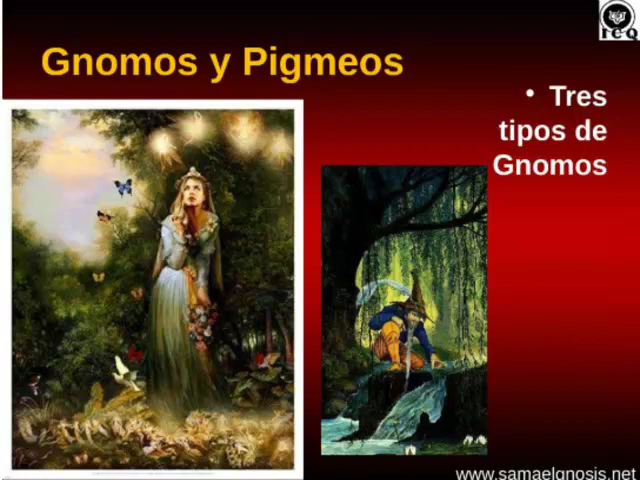 Gnomos y Pigmeos
• Tres
tipos de
Gnomos
www.samaelgnosis.net